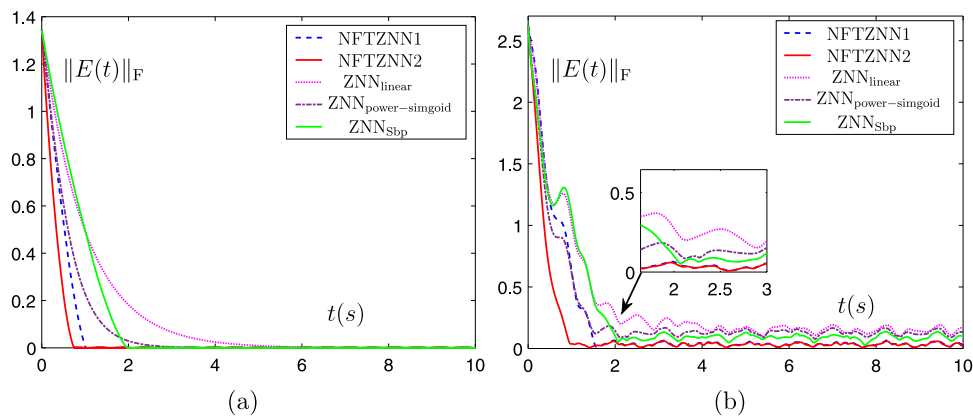 1.4
1.2
1
0.8
0.6
0.4
0.2
0
0 2 4 6 8 10
‖E(t)‖F
t(s)
NFTZNN1
NFTZNN2
ZNNlinear
ZNNpower−simgoid
ZNNSbp
(a)
2.5
2
1.5
1
0.5
0
0 2 4 6 8 10
‖E(t)‖F
t(s)
NFTZNN1
NFTZNN2
ZNNlinear
ZNNpower−simgoid
ZNNSbp
0.5
0
2 2.5 3
(b)